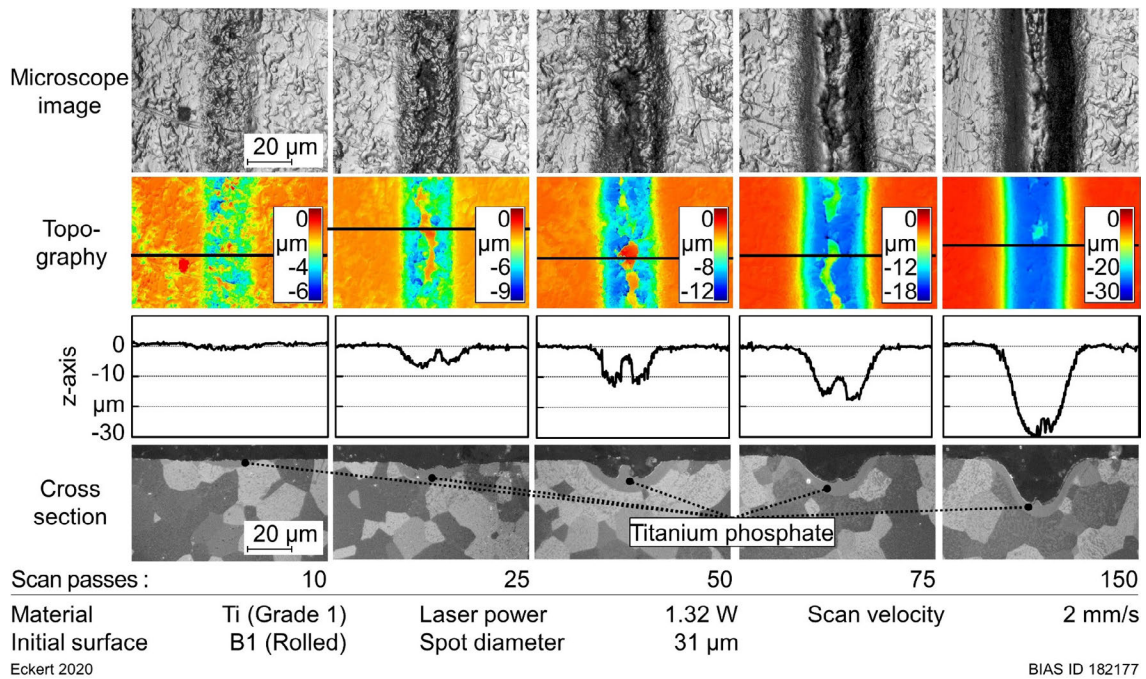 Microscope
image
20 µm
Topo-
graphy
0
µm
-4
-6
0
µm
-6
-9
0
µm
-8
-12
0
µm
-12
-18
0
µm
-20
-30
z-axis
0
-10
µm
-30
Cross
section
20 µm
Titanium phosphate
Scan passes : 10 25 50 75 150
Material Ti (Grade 1) Laser power 1.32 W Scan velocity 2 mm/s
Initial surface B1 (Rolled) Spot diameter 31 µm
Eckert 2020 BIAS ID 182177